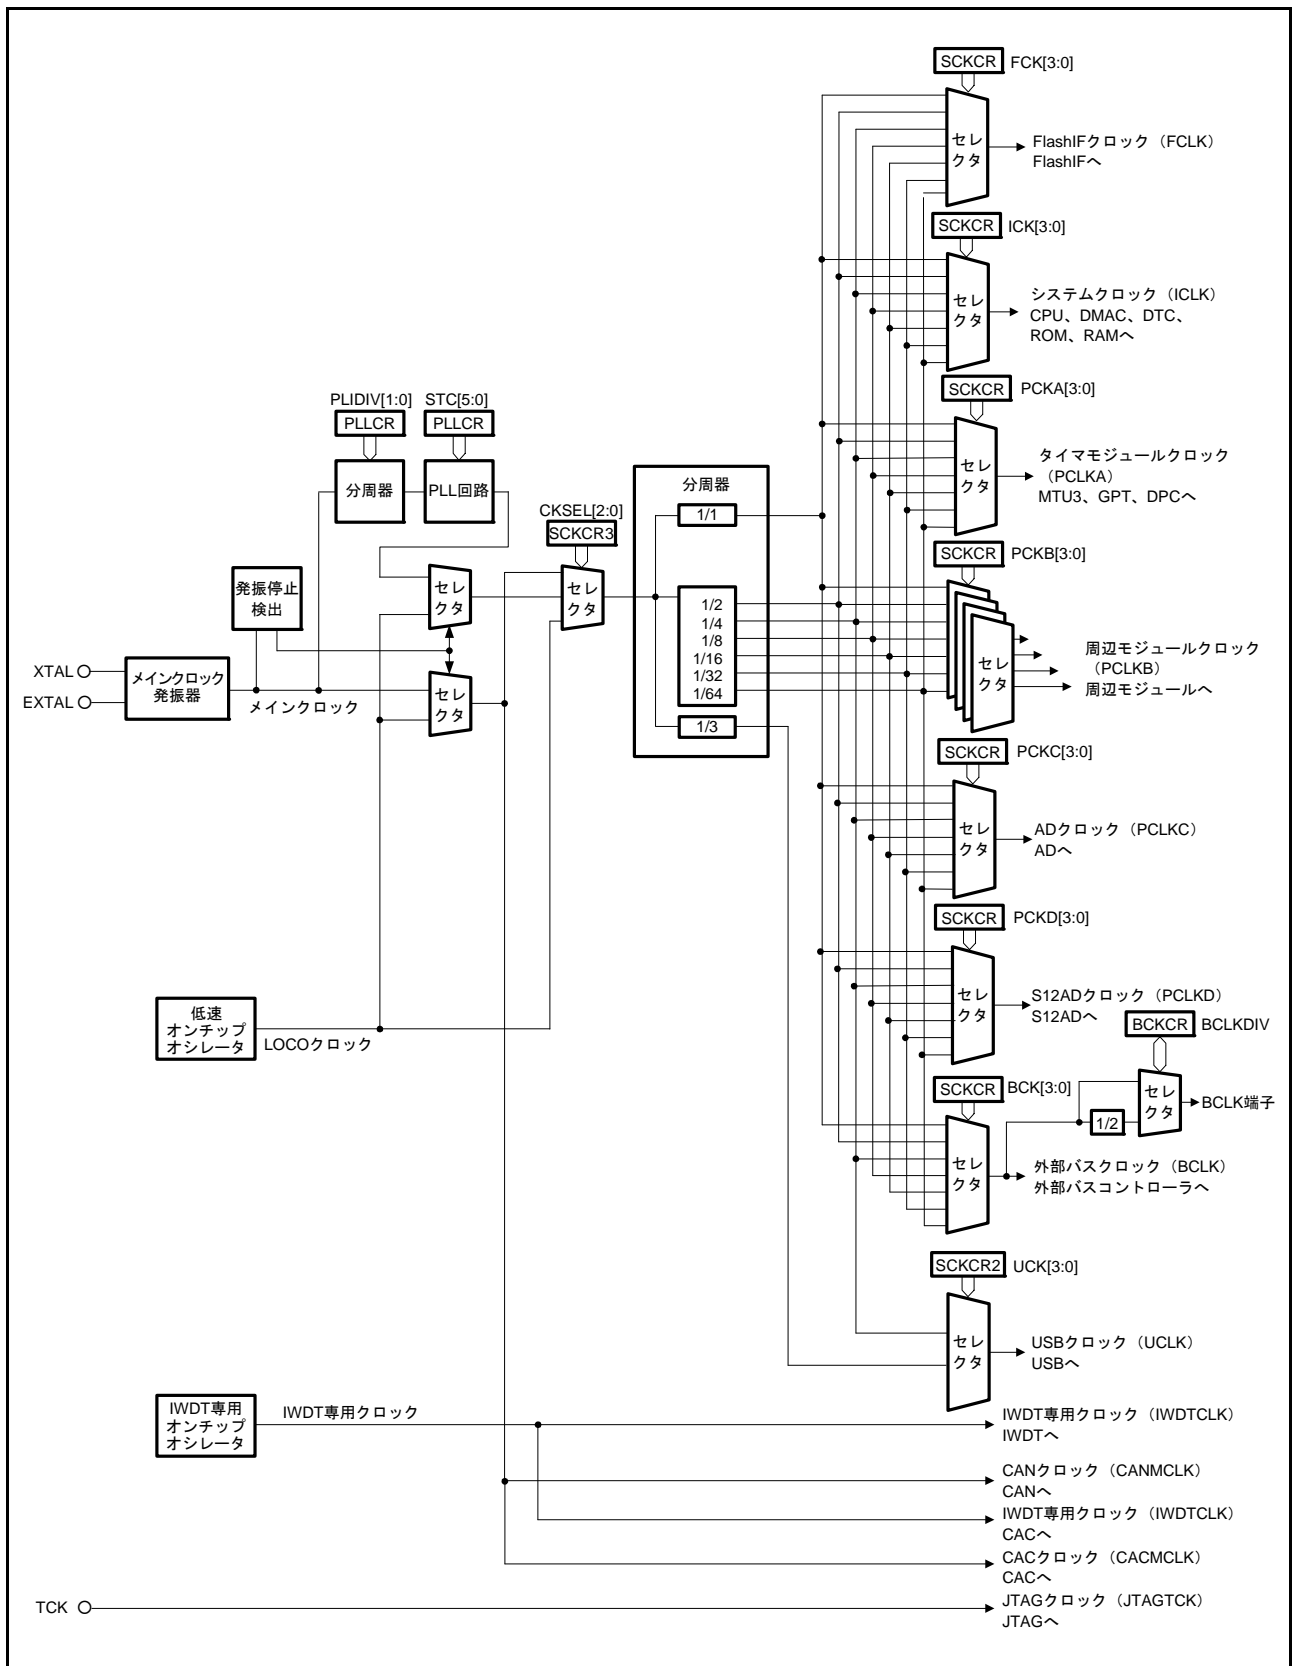 SCKCR FCK[3:0]
セレ
クタ
FlashIFクロック（FCLK）
FlashIFへ
SCKCR ICK[3:0]
セレ
クタ
システムクロック（ICLK）
CPU、DMAC、DTC、
ROM、RAMへ
SCKCR PCKA[3:0]
セレ
クタ
タイマモジュールクロック
（PCLKA）
MTU3、GPT、DPCへ
PLIDIV[1:0] STC[5:0]
PLLCR PLLCR
分周器 PLL回路
CKSEL[2:0]
SCKCR3
分周器
1/1
1/2
1/4
1/8
1/16
1/32
1/64
1/3
発振停止
検出
セレ
クタ
セレ
クタ
セレ
クタ
XTAL
EXTAL
メインクロック
発振器
メインクロック
SCKCR PCKB[3:0]
セレ
クタ
周辺モジュールクロック
（PCLKB）
周辺モジュールへ
SCKCR PCKC[3:0]
セレ
クタ
ADクロック（PCLKC）
ADへ
SCKCR PCKD[3:0]
セレ
クタ
S12ADクロック（PCLKD）
S12ADへ
低速
オンチップ
オシレータ
LOCOクロック
BCKCR BCLKDIV
セレ
クタ
1/2
BCLK端子
SCKCR BCK[3:0]
セレ
クタ
外部バスクロック（BCLK）
外部バスコントローラへ
SCKCR2 UCK[3:0]
セレ
クタ
USBクロック（UCLK）
USBへ
IWDT専用
オンチップ
オシレータ
IWDT専用クロック
IWDT専用クロック（IWDTCLK）
IWDTへ
CANクロック（CANMCLK）
CANへ
IWDT専用クロック（IWDTCLK）
CACへ
CACクロック（CACMCLK）
CACへ
TCK
JTAGクロック（JTAGTCK）
JTAGへ